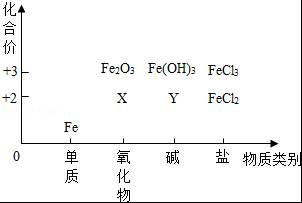 化合价
+3 Fe₂O₃ Fe(OH)₃ FeCl₃
+2 X Y FeCl₂
Fe
0 单质 氧化物 碱 盐 物质类别